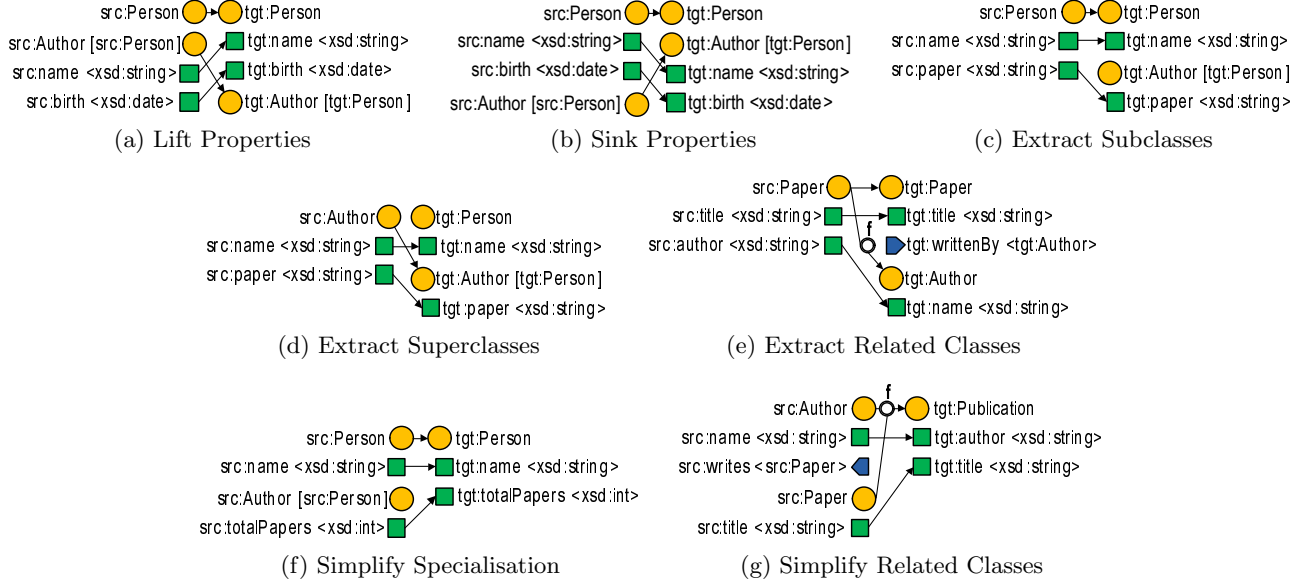 src:Person tgt:Person
src:Author [src:Person] tgt:name <xsd:string>
src:name <xsd:string> tgt:birth <xsd:date>
src:birth <xsd:date> tgt:Author [tgt:Person]
(a) Lift Properties
src:Person tgt:Person
src:name <xsd:string> tgt:Author [tgt:Person]
src:birth <xsd:date> tgt:name <xsd:string>
src:Author [src:Person] tgt:birth <xsd:date>
(b) Sink Properties
src:Person tgt:Person
src:name <xsd:string> tgt:name <xsd:string>
src:paper <xsd:string> tgt:Author [tgt:Person]
tgt:paper <xsd:string>
(c) Extract Subclasses
src:Author tgt:Person
src:name <xsd:string> tgt:name <xsd:string>
src:paper <xsd:string> tgt:Author [tgt:Person]
tgt:paper <xsd:string>
(d) Extract Superclasses
src:Paper tgt:Paper
src:title <xsd:string> tgt:title <xsd:string>
src:author <xsd:string> f tgt:writtenBy <tgt:Author>
tgt:Author
tgt:name <xsd:string>
(e) Extract Related Classes
src:Person tgt:Person
src:name <xsd:string> tgt:name <xsd:string>
src:Author [src:Person] tgt:totalPapers <xsd:int>
src:totalPapers <xsd:int>
(f) Simplify Specialisation
f
src:Author tgt:Publication
src:name <xsd:string> tgt:author <xsd:string>
src:writes <src:Paper> tgt:title <xsd:string>
src:Paper
src:title <xsd:string>
(g) Simplify Related Classes